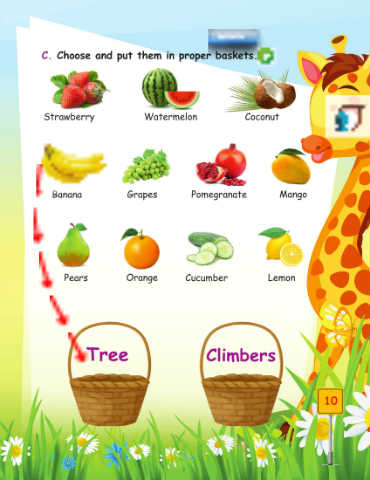 C. Choose and put them in proper baskets.
Strawberry Watermelon Coconut
Banana Grapes Pomegranate Mango
Pears Orange Cucumber Lemon
Tree Climbers
10